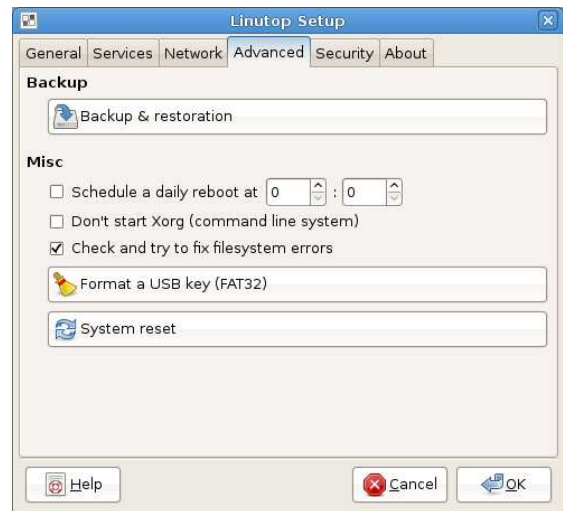 Linutop Setup
General Services Network Advanced Security About
Backup
Backup & restoration
Misc
Schedule a daily reboot at 0 : 0
Don't start Xorg (command line system)
Check and try to fix filesystem errors
Format a USB key (FAT32)
System reset
Help Cancel OK